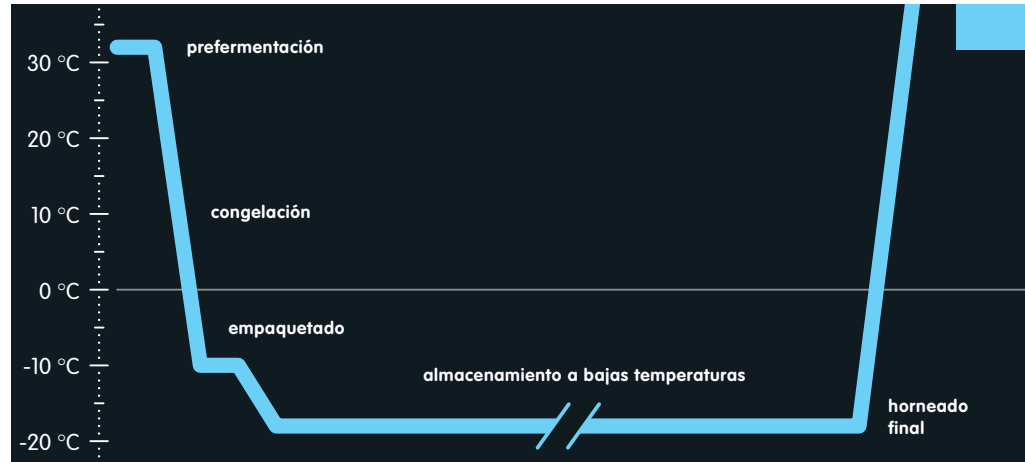 prefermentación
30 °C
20 °C
congelación
10 °C
0 °C
empaquetado
-10 °C
almacenamiento a bajas temperaturas
horneado
final
-20 °C